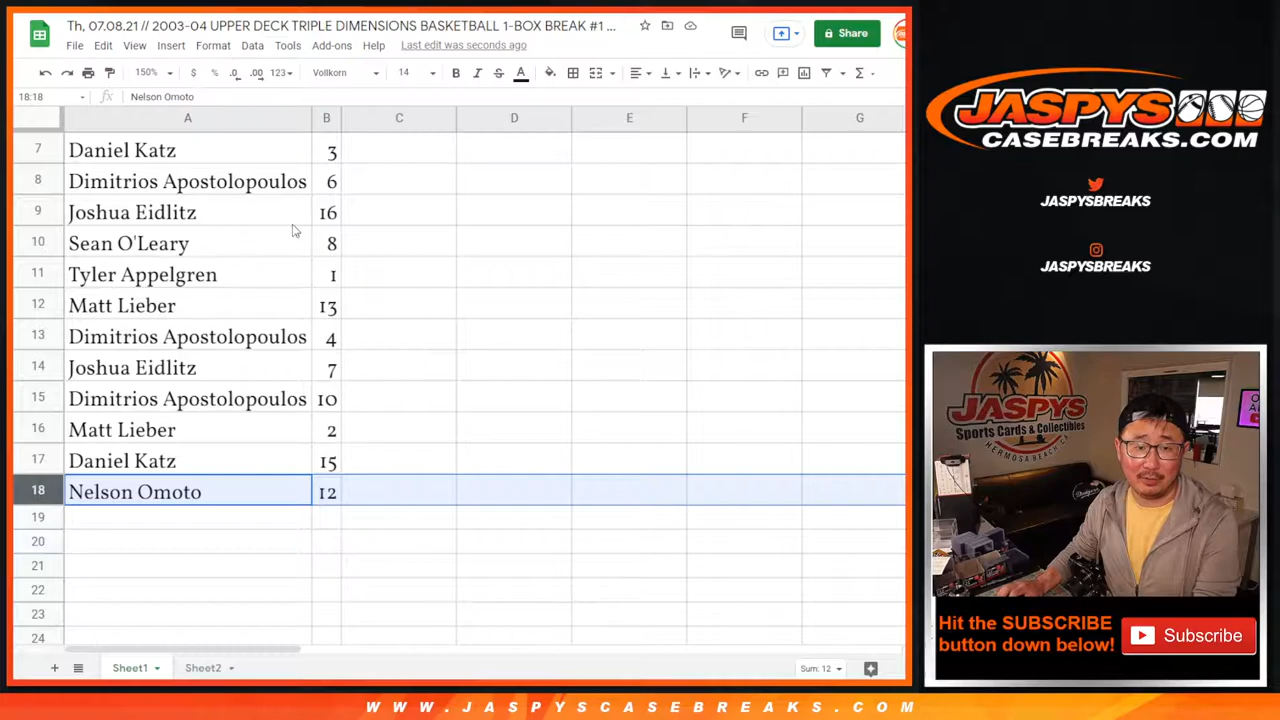 Th, 07.08.21 // 2003-04 UPPER DECK TRIPLE DIMENSIONS BASKETBALL 1-BOX BREAK #1 ...
Share
File Edit View Insert Format Data Tools Add-ons Help Last edit was seconds ago
150% $ % .0 .00 123 Vollkorn 14 B I S A
18:18 fx Nelson Omoto
A B C D E F G
7 Daniel Katz 3
8 Dimitrios Apostolopoulos 6
9 Joshua Eidlitz 16
10 Sean O'Leary 8
11 Tyler Appelgren 1
12 Matt Lieber 13
13 Dimitrios Apostolopoulos 4
14 Joshua Eidlitz 7
15 Dimitrios Apostolopoulos 10
16 Matt Lieber 2
17 Daniel Katz 15
18 Nelson Omoto 12
19
20
21
22
23
24
Sheet1 Sheet2 Sum: 12
JASPYS
CASEBREAKS.COM
JASPYSBREAKS
JASPYSBREAKS
JASPYS
Sports Cards & Collectibles
HERMOSA BEACH, CA
Dodgers
Hit the SUBSCRIBE
button down below!
Subscribe
WWW.JASPYSCASEBREAKS.COM